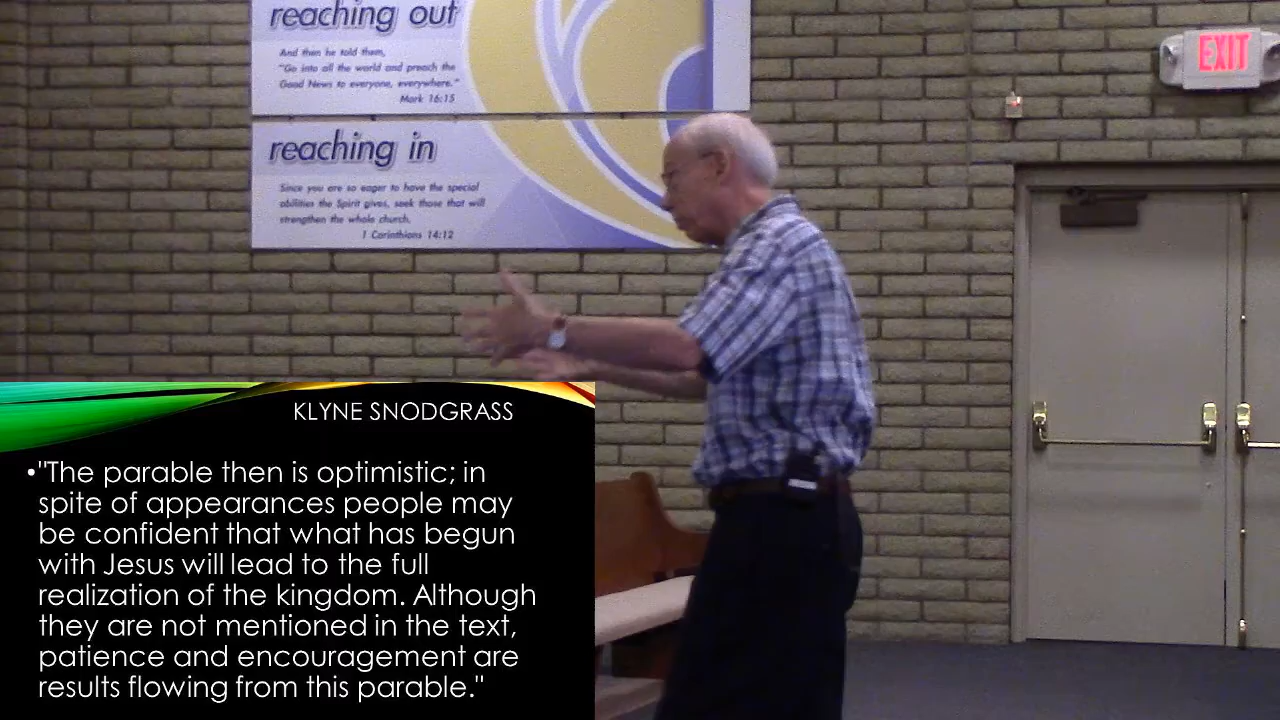 reaching out
And then he told them,
"Go into all the world and preach the
Good News to everyone, everywhere."
Mark 16:15
reaching in
Since you are so eager to have the special
abilities the Spirit gives, seek those that will
strengthen the whole church.
1 Corinthians 14:12
EXIT
KLYNE SNODGRASS
•"The parable then is optimistic; in
spite of appearances people may
be confident that what has begun
with Jesus will lead to the full
realization of the kingdom. Although
they are not mentioned in the text,
patience and encouragement are
results flowing from this parable."